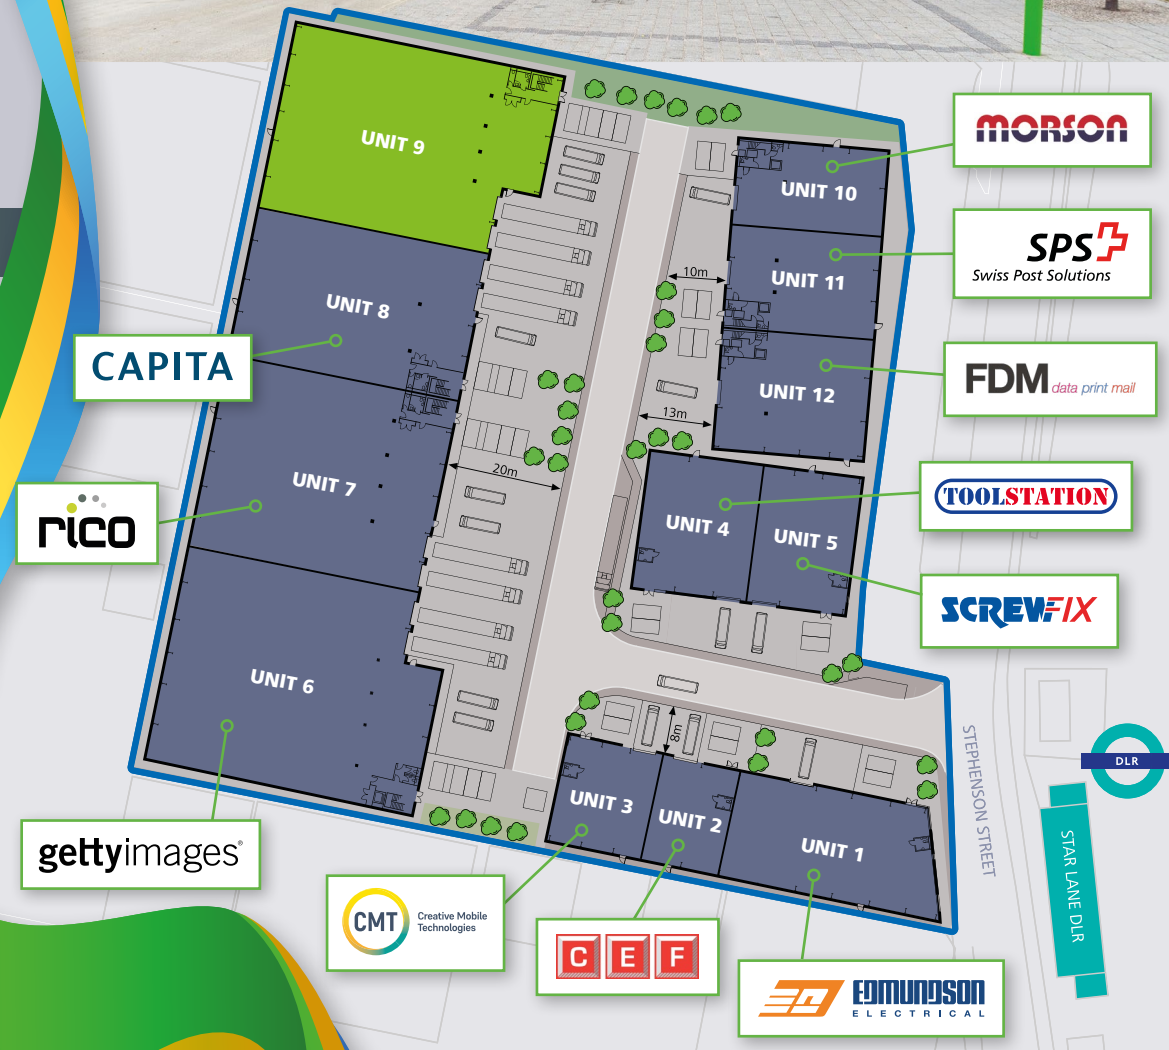 UNIT 9
MORSON
UNIT 10
SPS
Swiss Post Solutions
10m
UNIT 11
UNIT 8
CAPITA
FDM data print mail
UNIT 12
13m
20m
UNIT 7
rico
TOOLSTATION
UNIT 4
UNIT 5
SCREWFIX
UNIT 6
8m
STEPHENSON STREET
DLR
UNIT 3
UNIT 2
UNIT 1
STAR LANE DLR
gettyimages®
CMT Creative Mobile
Technologies
CEF
EDMUNDSON
ELECTRICAL